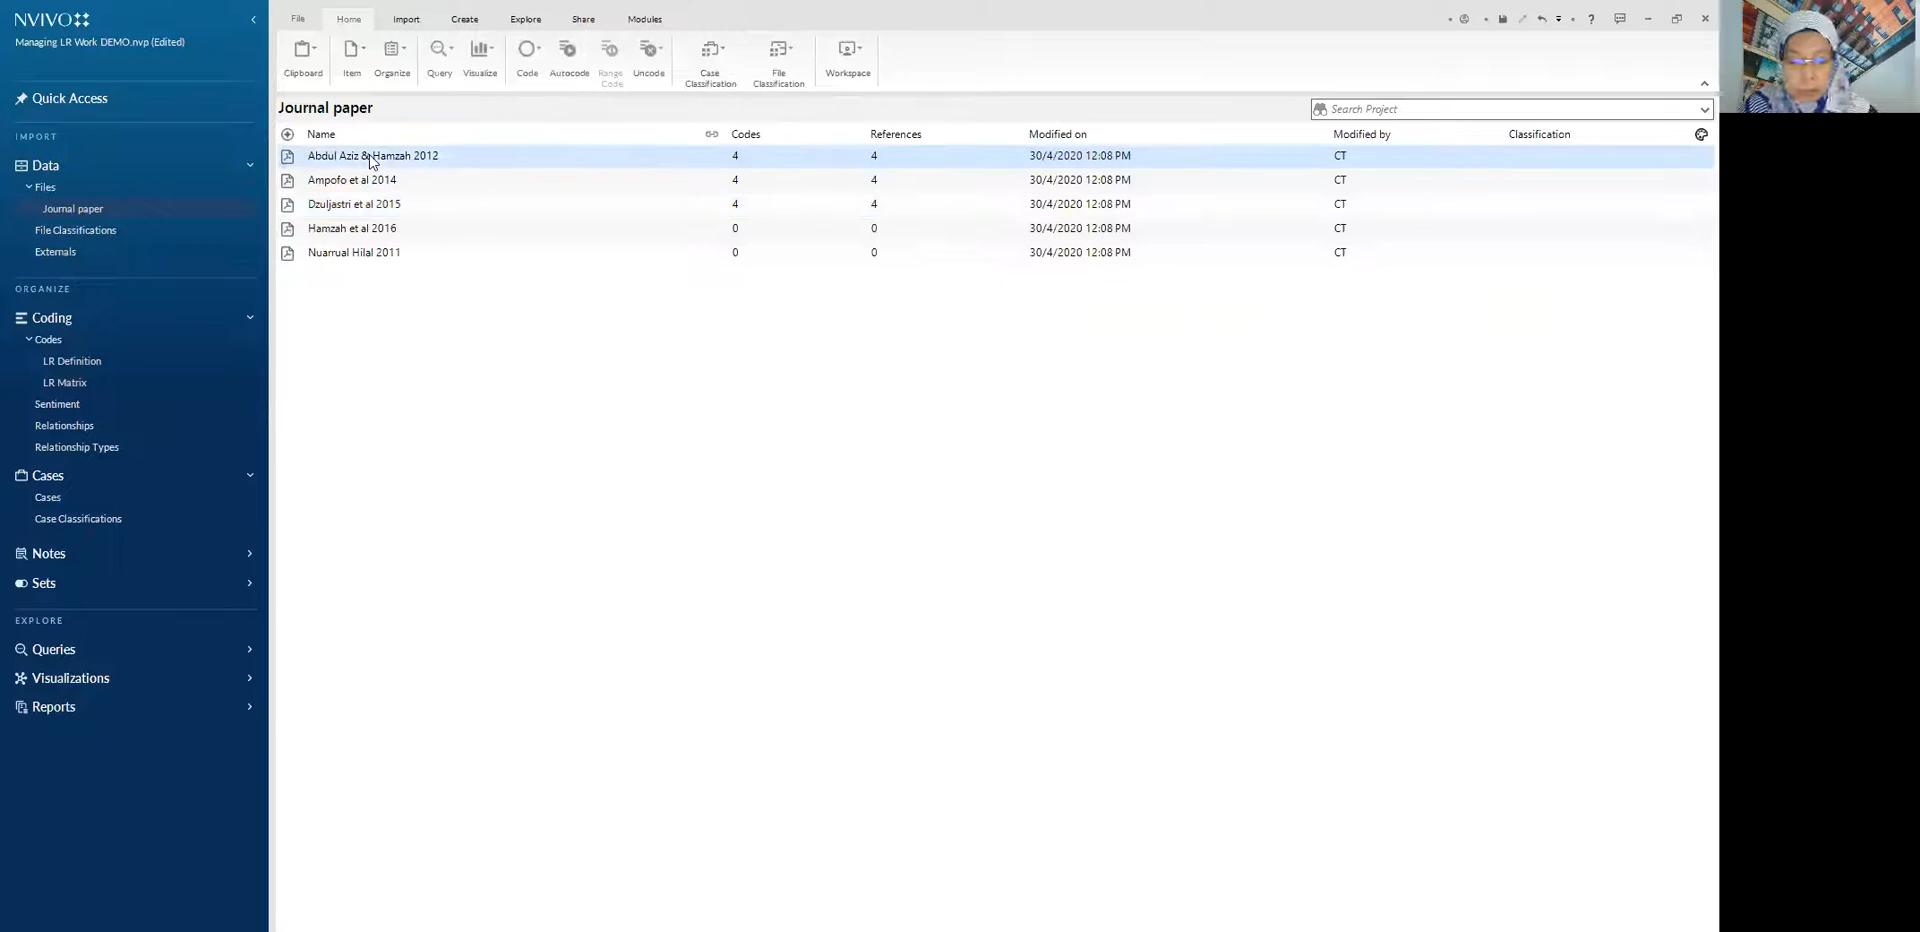 NVIVO
Managing LR Work DEMO.nvp (Edited)
Quick Access
IMPORT
Data
Files
Journal paper
File Classifications
Externals
ORGANIZE
Coding
Codes
LR Definition
LR Matrix
Sentiment
Relationships
Relationship Types
Cases
Cases
Case Classifications
Notes
Sets
EXPLORE
Queries
Visualizations
Reports
File Home Import Create Explore Share Modules
Clipboard Item Organize Query Visualize Code Autocode Range Code Uncode Case Classification File Classification Workspace
Journal paper
Search Project
Name Codes References Modified on Modified by Classification
Abdul Aziz & Hamzah 2012 4 4 30/4/2020 12:08 PM CT
Ampofo et al 2014 4 4 30/4/2020 12:08 PM CT
Dzuljastri et al 2015 4 4 30/4/2020 12:08 PM CT
Hamzah et al 2016 0 0 30/4/2020 12:08 PM CT
Nuarrual Hilal 2011 0 0 30/4/2020 12:08 PM CT